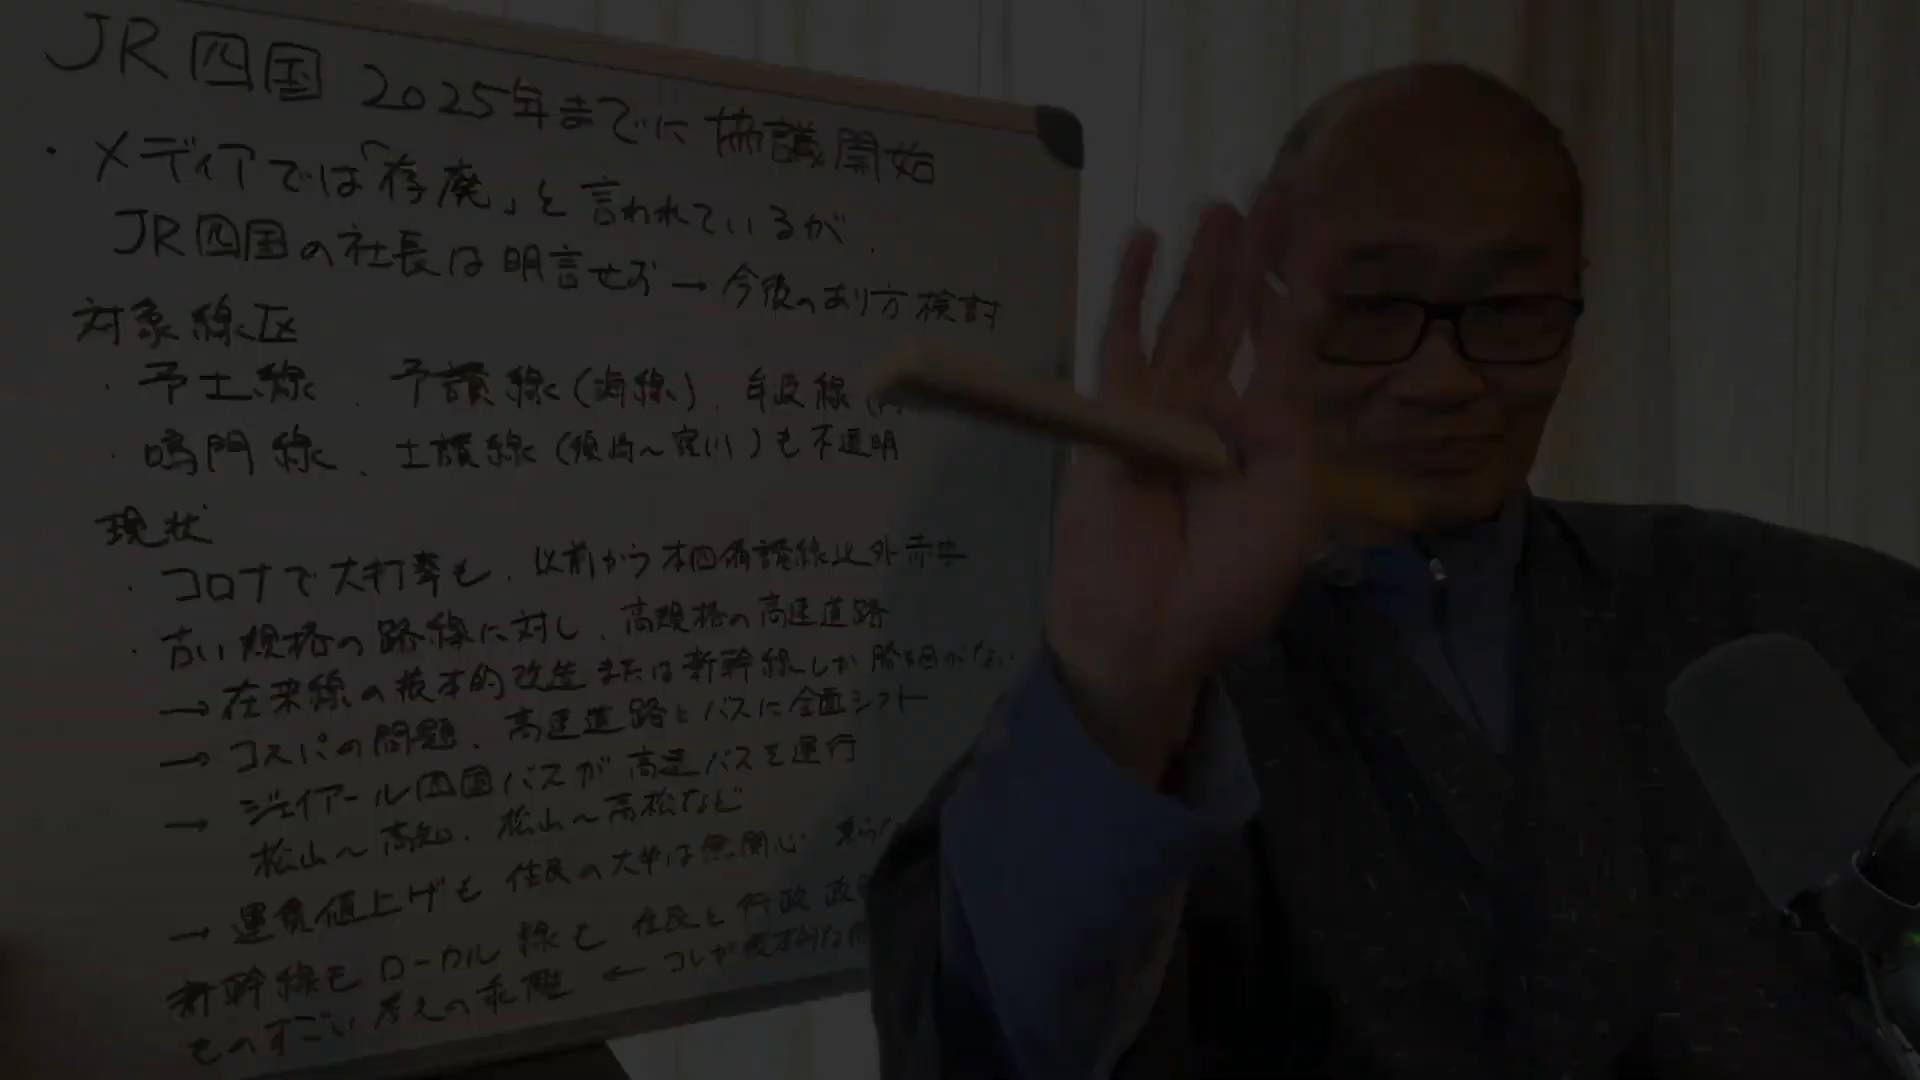 JR四国 2025年までに協議開始
・メディアでは「存廃」と言われているが、
JR四国の社長は明言せず→今後のあり方検討
対象線区
・予土線、予讃線(海線)、牟岐線(
・鳴門線、土讃線(須崎～窪川)も不透明
現状
・コロナで大打撃も、以前から本四備讃線以外赤字
・古い規格の路線に対し、高規格の高速道路
→在来線の抜本的改造または新幹線しか勝ち目がない
→コスパの問題、高速道路とバスに全面シフト
→ジェイアール四国バスが高速バスを運行
松山～高知、松山～高松など
→運賃値上げも住民の大半は無関心
新幹線もローカル線も住民と行政
ものすごい考えの乖離←コレが根本的な